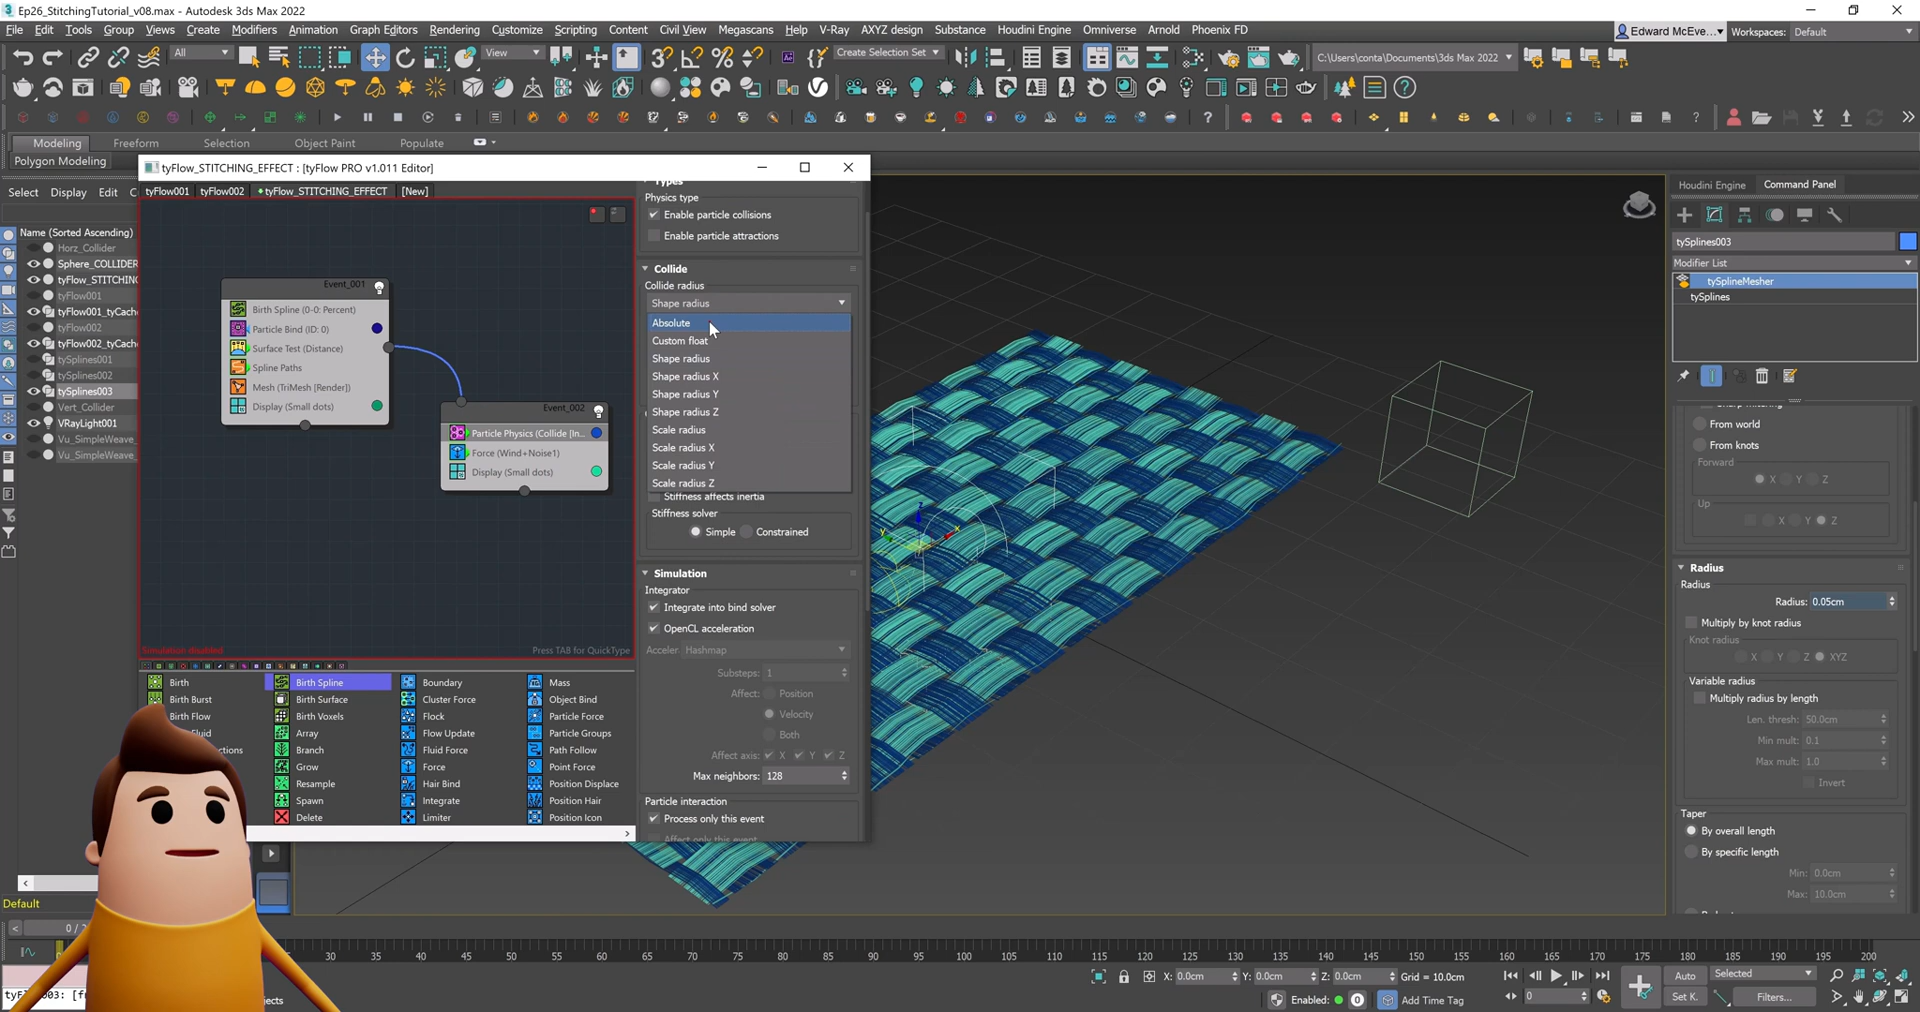 Ep26_StitchingTutorial_v08.max - Autodesk 3ds Max 2022
File Edit Tools Group Views Create Modifiers Animation Graph Editors Rendering Customize Scripting Content Civil View Megascans Help V-Ray AXYZ design Substance Houdini Engine Omniverse Arnold Phoenix FD
Edward McEve... Workspaces: Default
All View Create Selection Set C:\Users\conta\Documents\3ds Max 2022
Modeling Freeform Selection Object Paint Populate
Polygon Modeling
tyFlow_STITCHING_EFFECT : [tyFlow PRO v1.011 Editor]
tyFlow001 tyFlow002 tyFlow_STITCHING_EFFECT [New]
Select Display Edit
Name (Sorted Ascending)
Horz_Collider
Sphere_COLLIDER
tyFlow_STITCHING
tyFlow001
tyFlow001_tyCach
tyFlow002
tyFlow002_tyCach
tySplines001
tySplines002
tySplines003
Vert_Collider
VRayLight001
Vu_SimpleWeave_
Vu_SimpleWeave_
Default
0 / 2
Event_001
Birth Spline (0-0: Percent)
Particle Bind (ID: 0)
Surface Test (Distance)
Spline Paths
Mesh (TriMesh [Render])
Display (Small dots)
Event_002
Particle Physics (Collide [In...
Force (Wind+Noise1)
Display (Small dots)
Simulation disabled
Press TAB for QuickType
Birth Birth Spline Boundary Mass
Birth Burst Birth Surface Cluster Force Object Bind
Birth Flow Birth Voxels Flock Particle Force
Array Flow Update Particle Groups
Branch Fluid Force Path Follow
Grow Force Point Force
Resample Hair Bind Position Displace
Spawn Integrate Position Hair
Delete Limiter Position Icon
Types
Physics type
Enable particle collisions
Enable particle attractions
Collide
Collide radius
Shape radius
Absolute
Custom float
Shape radius
Shape radius X
Shape radius Y
Shape radius Z
Scale radius
Scale radius X
Scale radius Y
Scale radius Z
Stiffness affects inertia
Stiffness solver
Simple Constrained
Simulation
Integrator
Integrate into bind solver
OpenCL acceleration
Acceler Hashmap
Substeps: 1
Affect: Position
Velocity
Both
Affect axis: X Y Z
Max neighbors: 128
Particle interaction
Process only this event
Affect only this event
Houdini Engine Command Panel
tySplines003
Modifier List
tySplineMesher
tySplines
From world
From knots
Forward
X Y Z
Up
X Y Z
Radius
Radius
Radius: 0.05cm
Multiply by knot radius
Knot radius
X Y Z XYZ
Variable radius
Multiply radius by length
Len. thresh: 50.0cm
Min mult: 0.1
Max mult: 1.0
Invert
Taper
By overall length
By specific length
Min: 0.0cm
Max: 10.0cm
30 35 40 45 50 55 60 65 70 75 80 85 90 95 100 105 110 115 120 125 130 135 140 145 150 155 160 165 170 175 180 185 190 195 200
X: 0.0cm Y: 0.0cm Z: 0.0cm Grid = 10.0cm
Auto Selected
Enabled: 0 Add Time Tag 0 Set K. Filters...